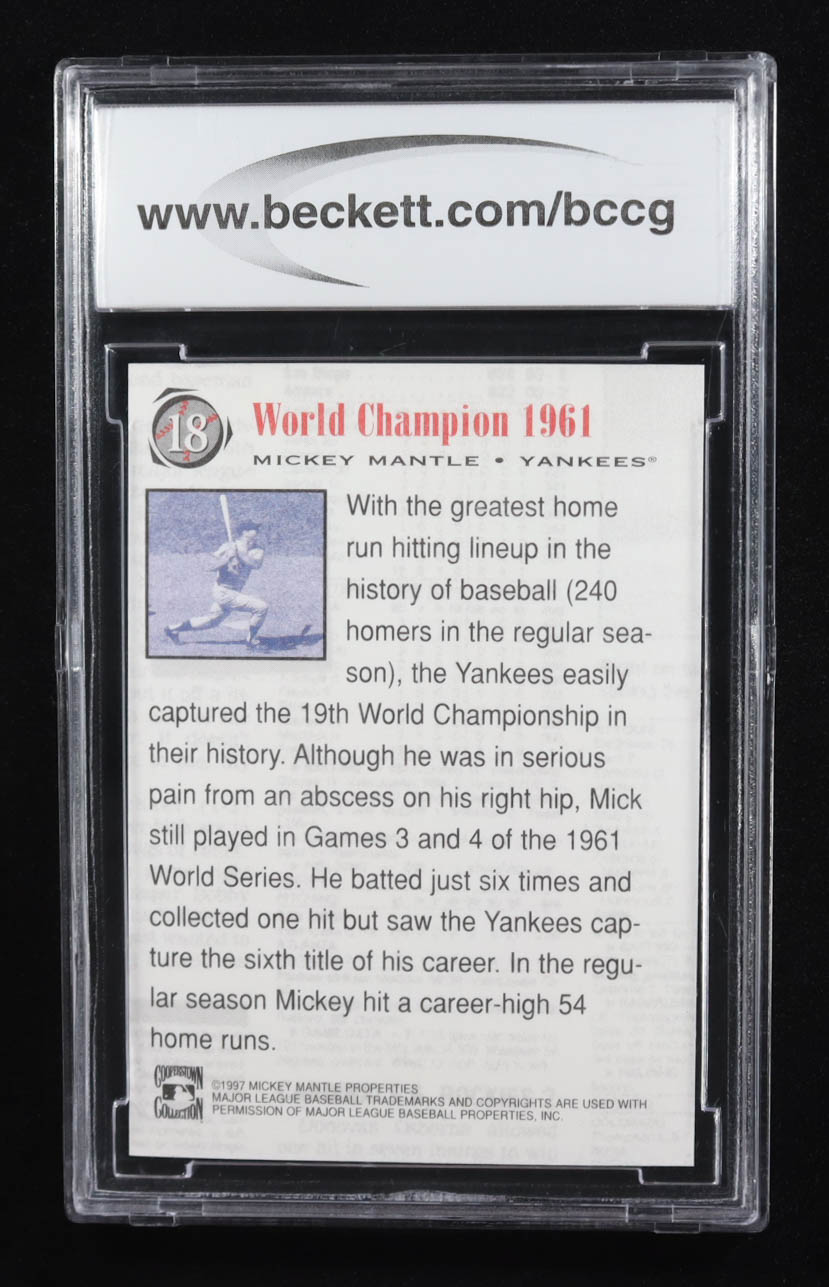 www.beckett.com/bccg
18
World Champion 1961
MICKEY MANTLE • YANKEES®
With the greatest home
run hitting lineup in the
history of baseball (240
homers in the regular sea-
son), the Yankees easily
captured the 19th World Championship in
their history. Although he was in serious
pain from an abscess on his right hip, Mick
still played in Games 3 and 4 of the 1961
World Series. He batted just six times and
collected one hit but saw the Yankees cap-
ture the sixth title of his career. In the regu-
lar season Mickey hit a career-high 54
home runs.
COOPERSTOWN
COLLECTION
©1997 MICKEY MANTLE PROPERTIES
MAJOR LEAGUE BASEBALL TRADEMARKS AND COPYRIGHTS ARE USED WITH
PERMISSION OF MAJOR LEAGUE BASEBALL PROPERTIES, INC.